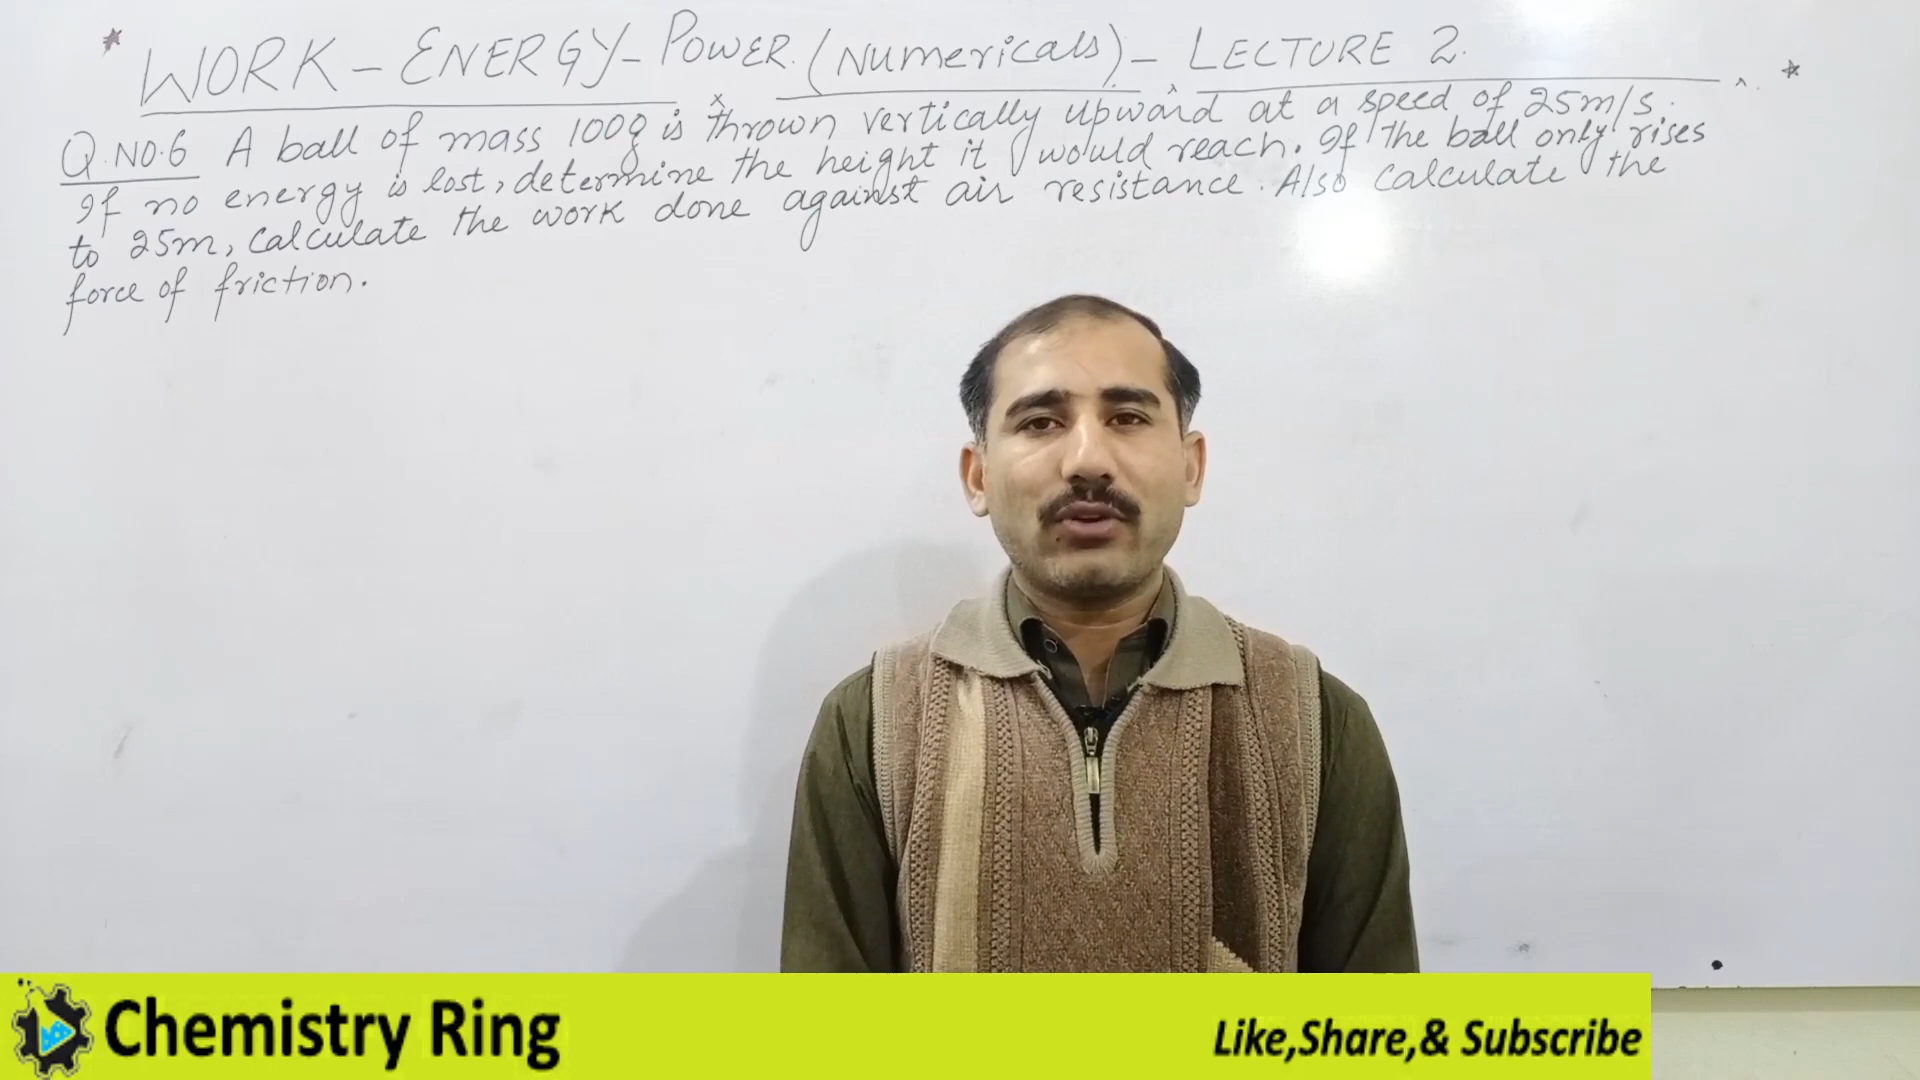 * WORK-ENERGY-POWER.(Numericals)-LECTURE 2. *
Q.NO.6 A ball of mass 100g is thrown vertically upward at a speed of 25m/s.
If no energy is lost, determine the height it would reach. If the ball only rises
to 25m, calculate the work done against air resistance. Also calculate the
force of friction.
Chemistry Ring
Like,Share,& Subscribe